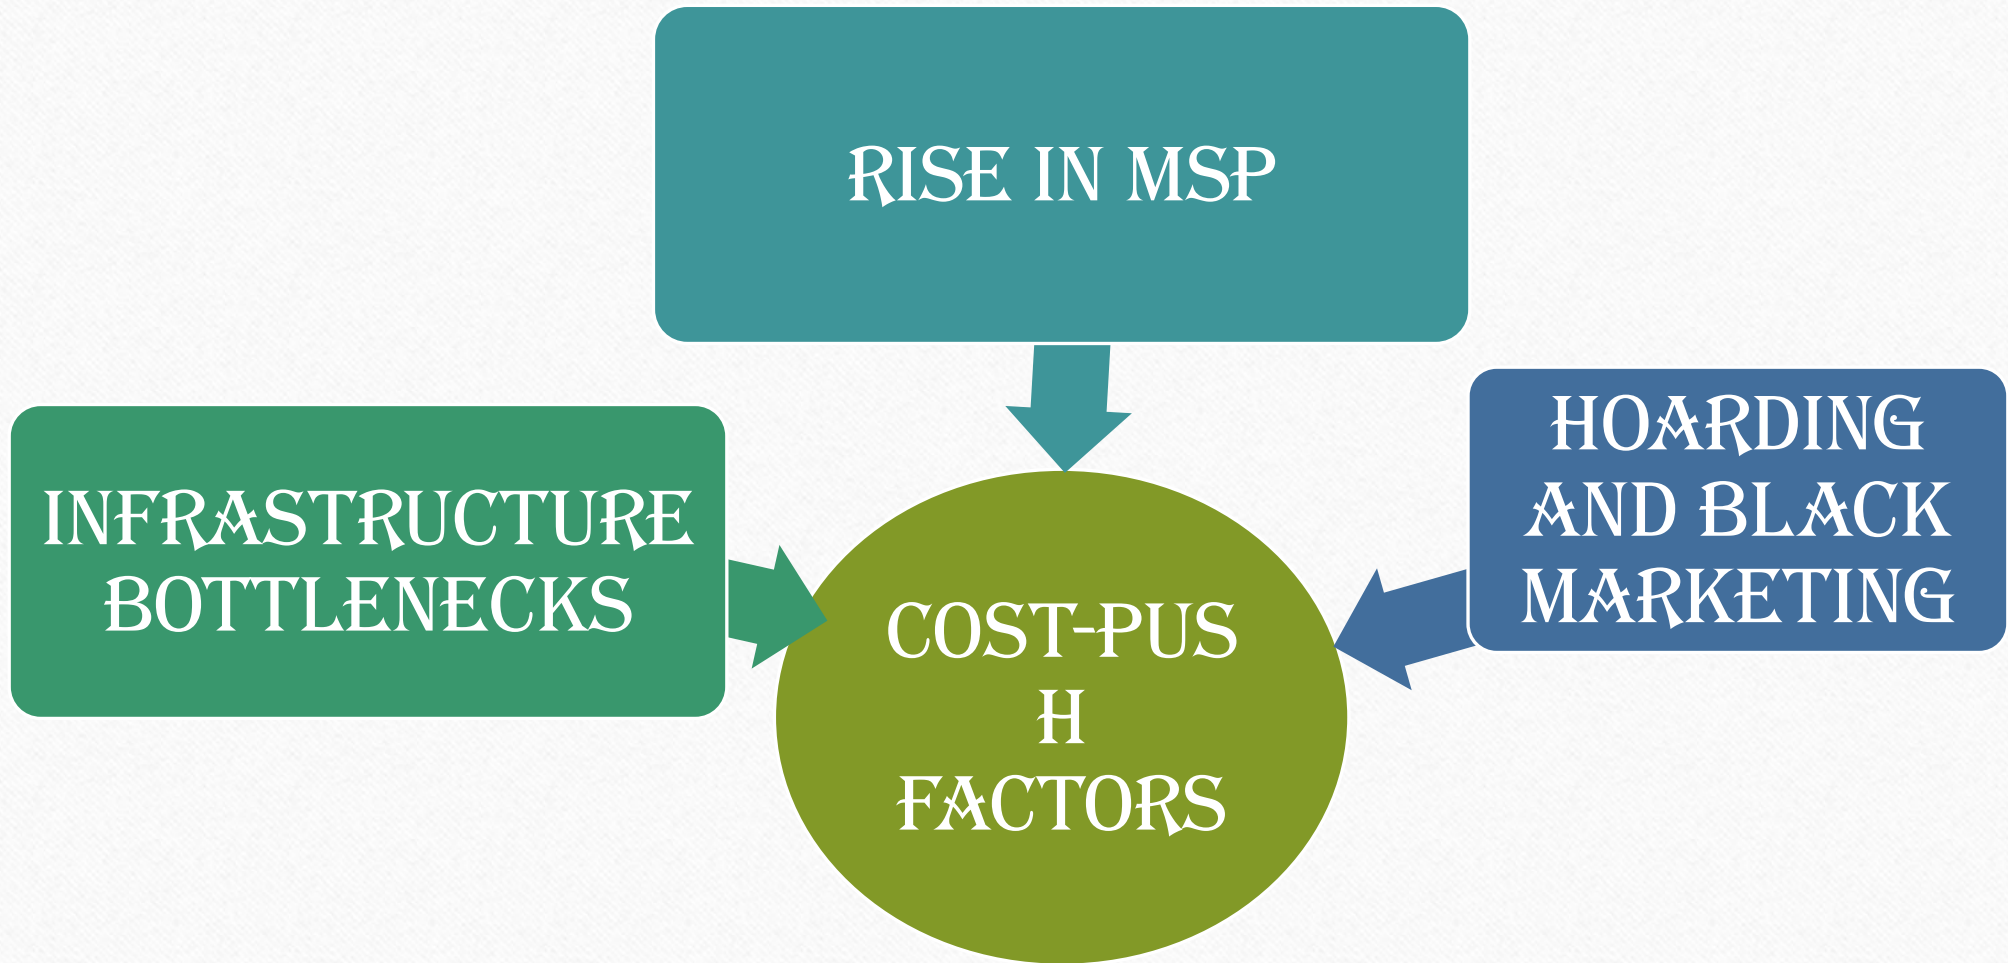 RISE IN MSP
INFRASTRUCTURE
BOTTLENECKS
HOARDING
AND BLACK
MARKETING
COST-PUS
H
FACTORS